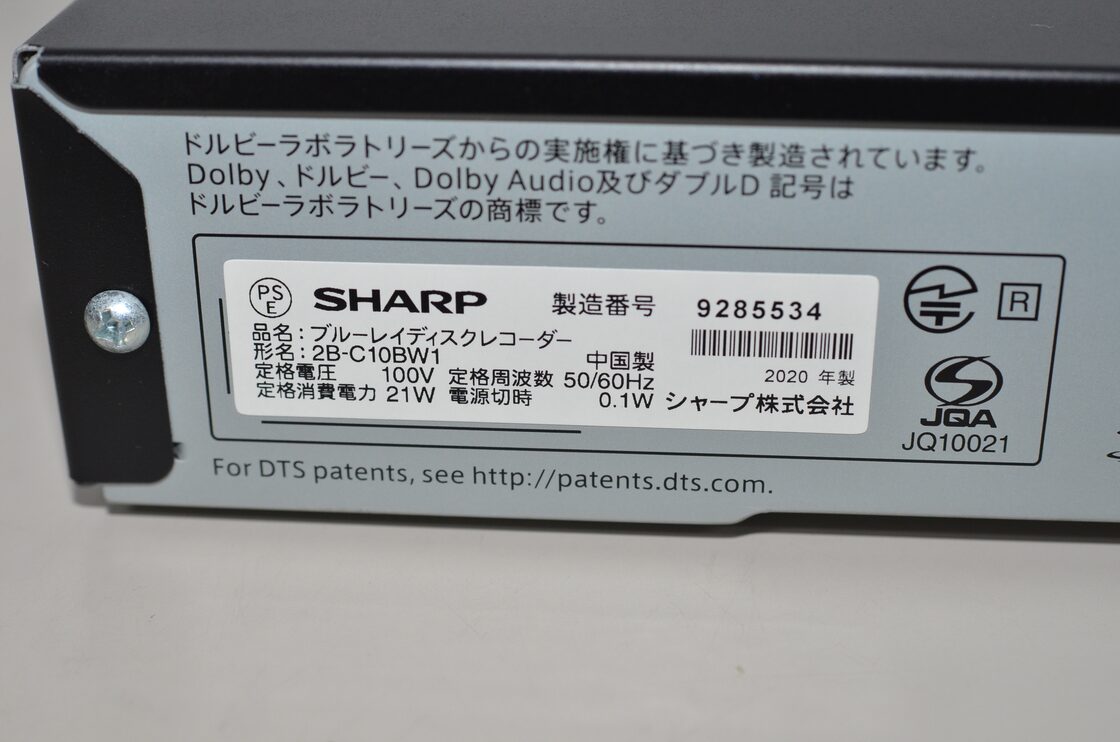 ドルビーラボラトリーズからの実施権に基づき製造されています。
Dolby、ドルビー、Dolby Audio及びダブルD 記号は
ドルビーラボラトリーズの商標です。
PS
E
SHARP
製造番号 9285534
品名：ブルーレイディスクレコーダー
形名：2B-C10BW1
中国製
2020 年製
定格電圧 100V 定格周波数 50/60Hz
定格消費電力 21W 電源切時 0.1W シャープ株式会社
R
JQA
JQ10021
For DTS patents, see http://patents.dts.com.